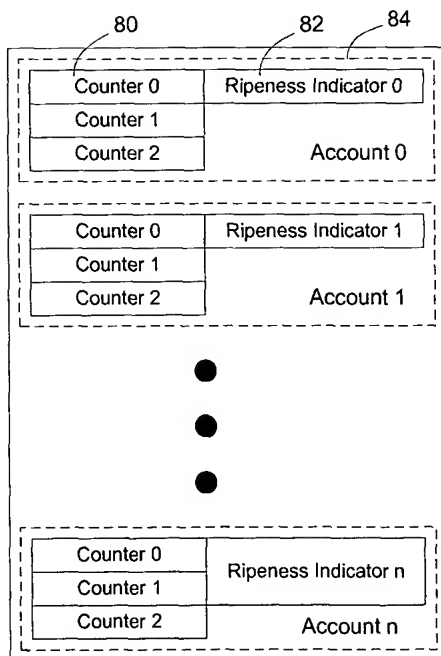 80 82 84
Counter 0 Ripeness Indicator 0
Counter 1
Counter 2 Account 0
Counter 0 Ripeness Indicator 1
Counter 1
Counter 2 Account 1
Counter 0
Ripeness Indicator n
Counter 1
Counter 2 Account n